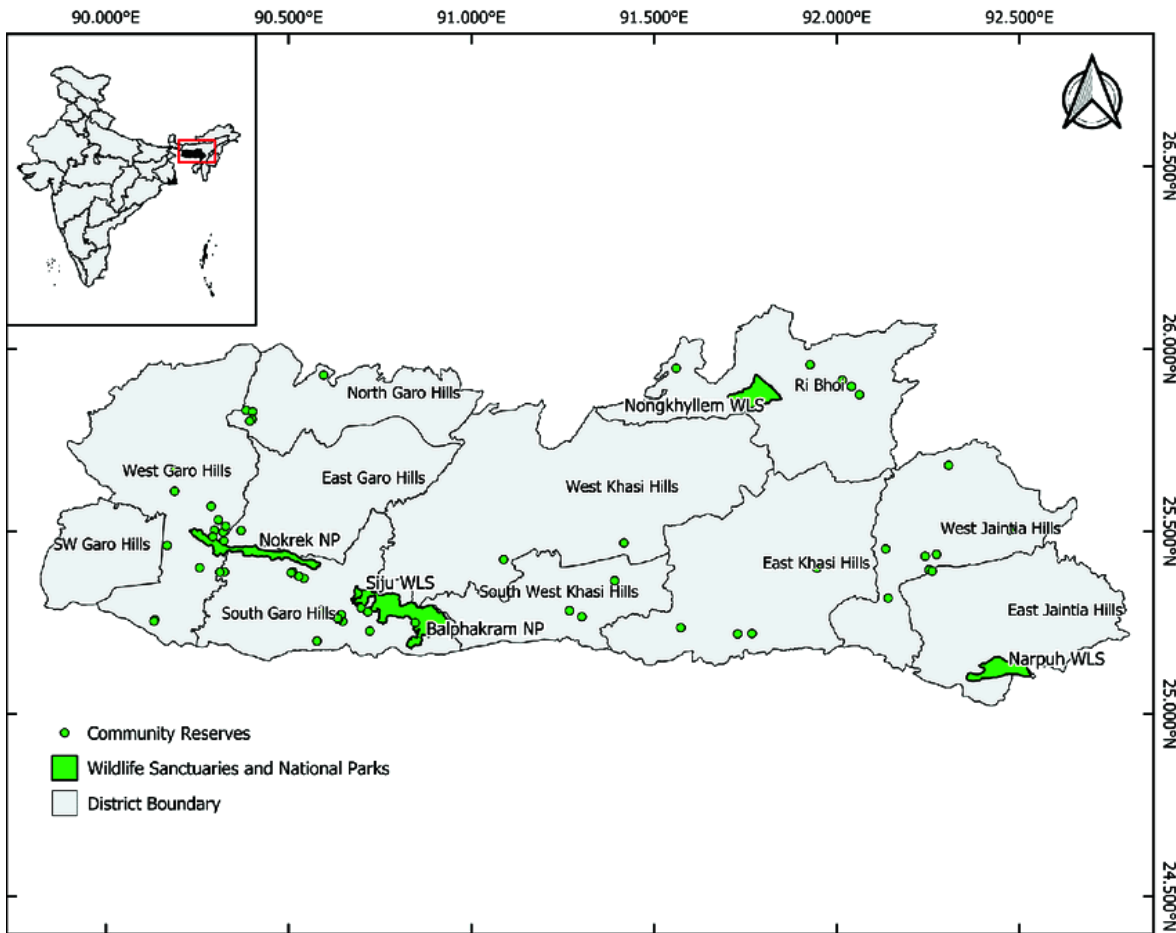 90.000°E
90.500°E
91.000°E
91.500°E
92.000°E
92.500°E
26.500°N
26.000°N
25.500°N
25.000°N
24.500°N
North Garo Hills
Ri Bhoi
Nongkhyllem WLS
West Garo Hills
East Garo Hills
West Khasi Hills
West Jaintia Hills
SW Garo Hills
Nokrek NP
East Khasi Hills
Siju WLS
South West Khasi Hills
South Garo Hills
East Jaintia Hills
Balphakram NP
Narpuh WLS
Community Reserves
Wildlife Sanctuaries and National Parks
District Boundary